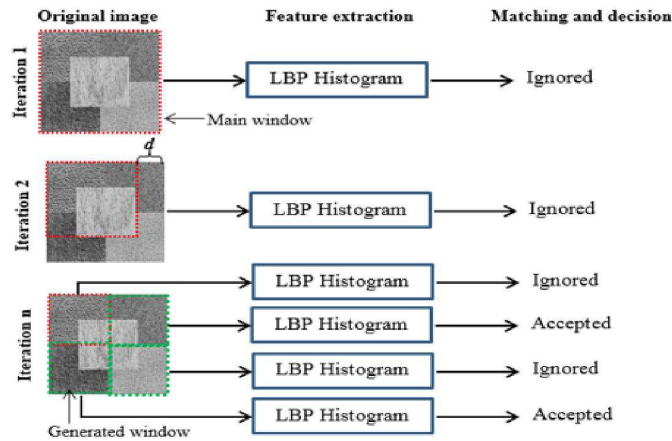 Original image
Feature extraction
Matching and decision
Iteration 1
LBP Histogram
Ignored
Main window
d
Iteration 2
LBP Histogram
Ignored
Iteration n
LBP Histogram
Ignored
LBP Histogram
Accepted
LBP Histogram
Ignored
LBP Histogram
Accepted
Generated window